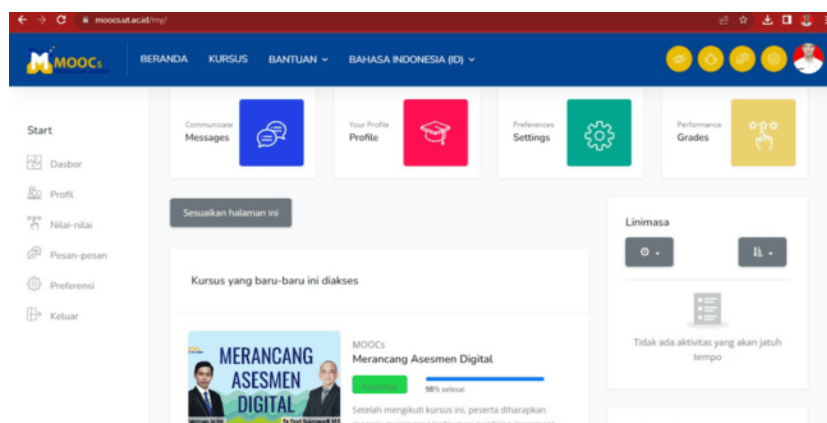 moocs.ut.ac.id/my/
MOOCs
BERANDA KURSUS BANTUAN BAHASA INDONESIA (ID)
Start
Dasbor
Profil
Nilai-nilai
Pesan-pesan
Preferensi
Keluar
Communicate
Messages
Your Profile
Profile
Preferences
Settings
Performance
Grades
Sesuaikan halaman ini
Kursus yang baru-baru ini diakses
MERANCANG
ASESMEN
DIGITAL
MOOCs
Merancang Asesmen Digital
98% selesai
Setelah mengikuti kursus ini, peserta diharapkan
Linimasa
Tidak ada aktivitas yang akan jatuh
tempo